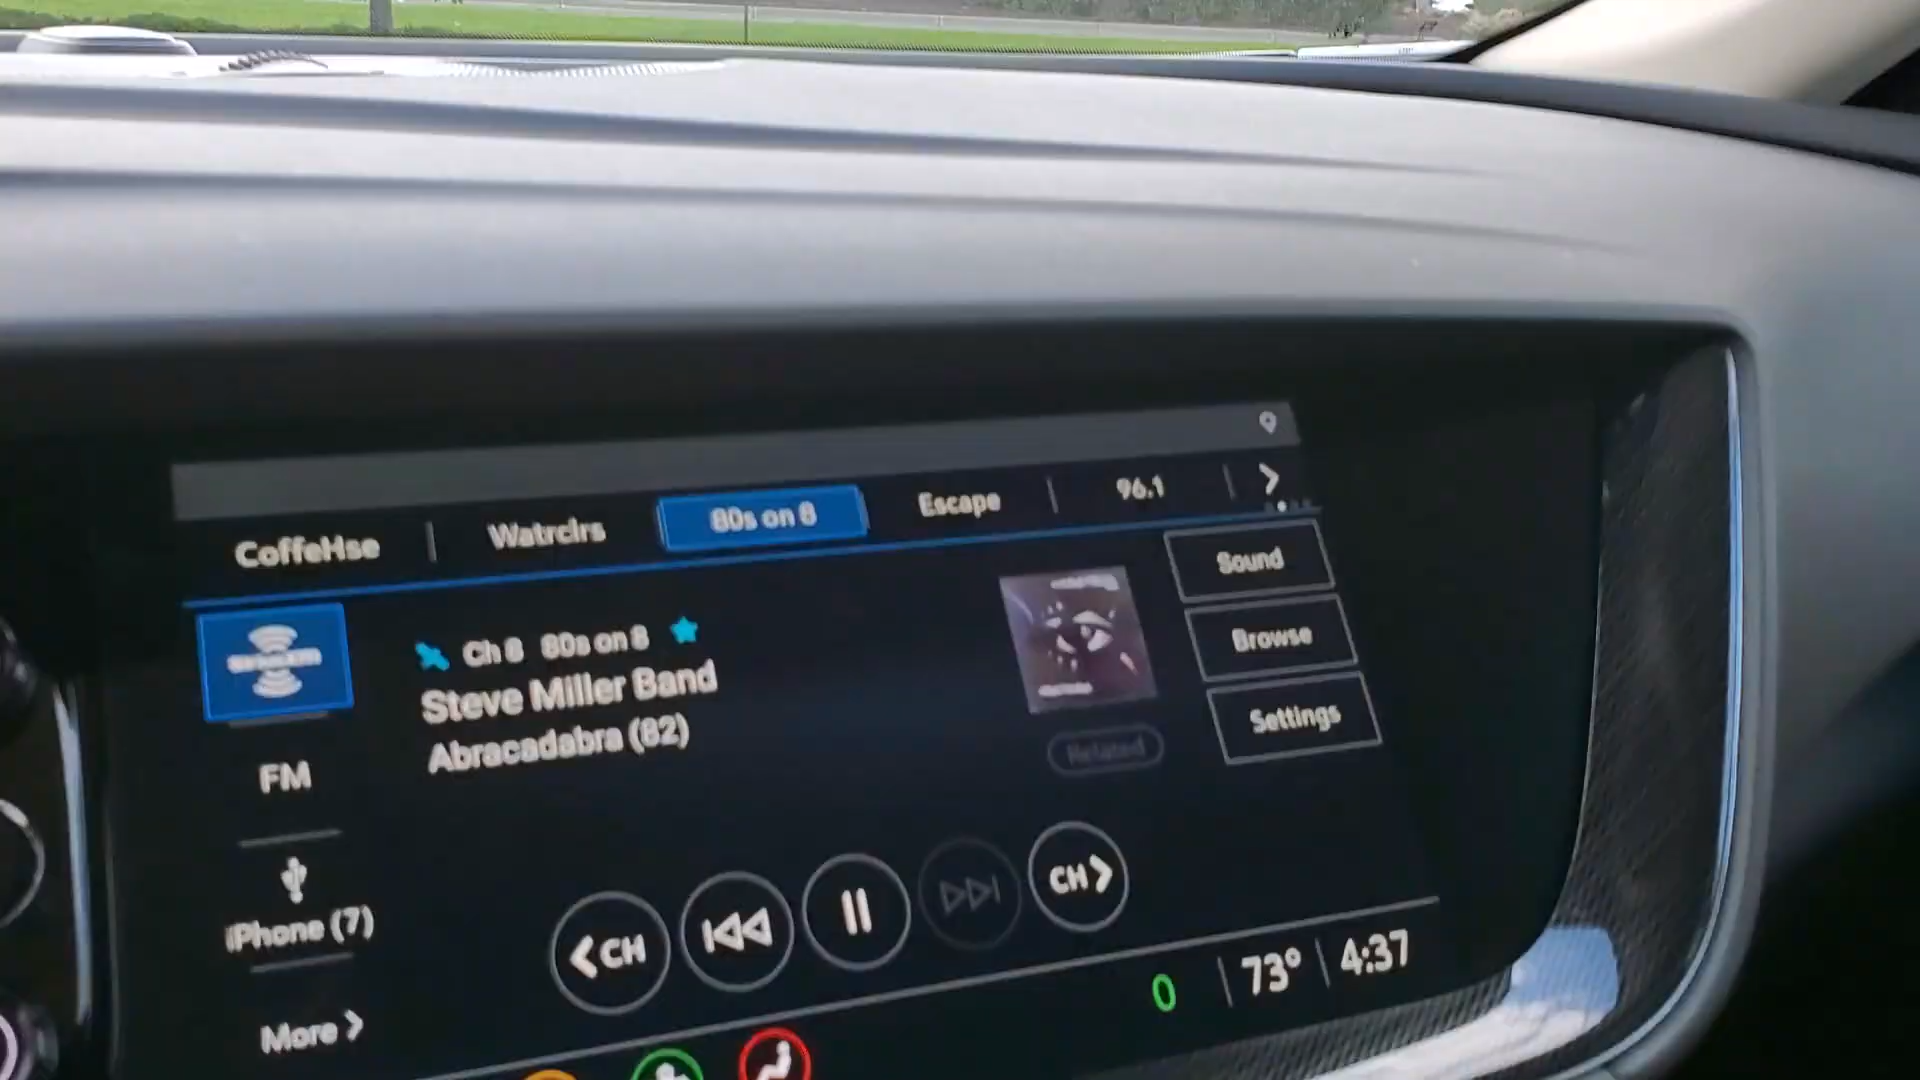 CoffeHse
Watrclrs
80s on 8
Escape
96.1
Ch 8 80s on 8
Steve Miller Band
Abracadabra (82)
Related
Sound
Browse
Settings
FM
iPhone (7)
More
CH
CH
0
73°
4:37